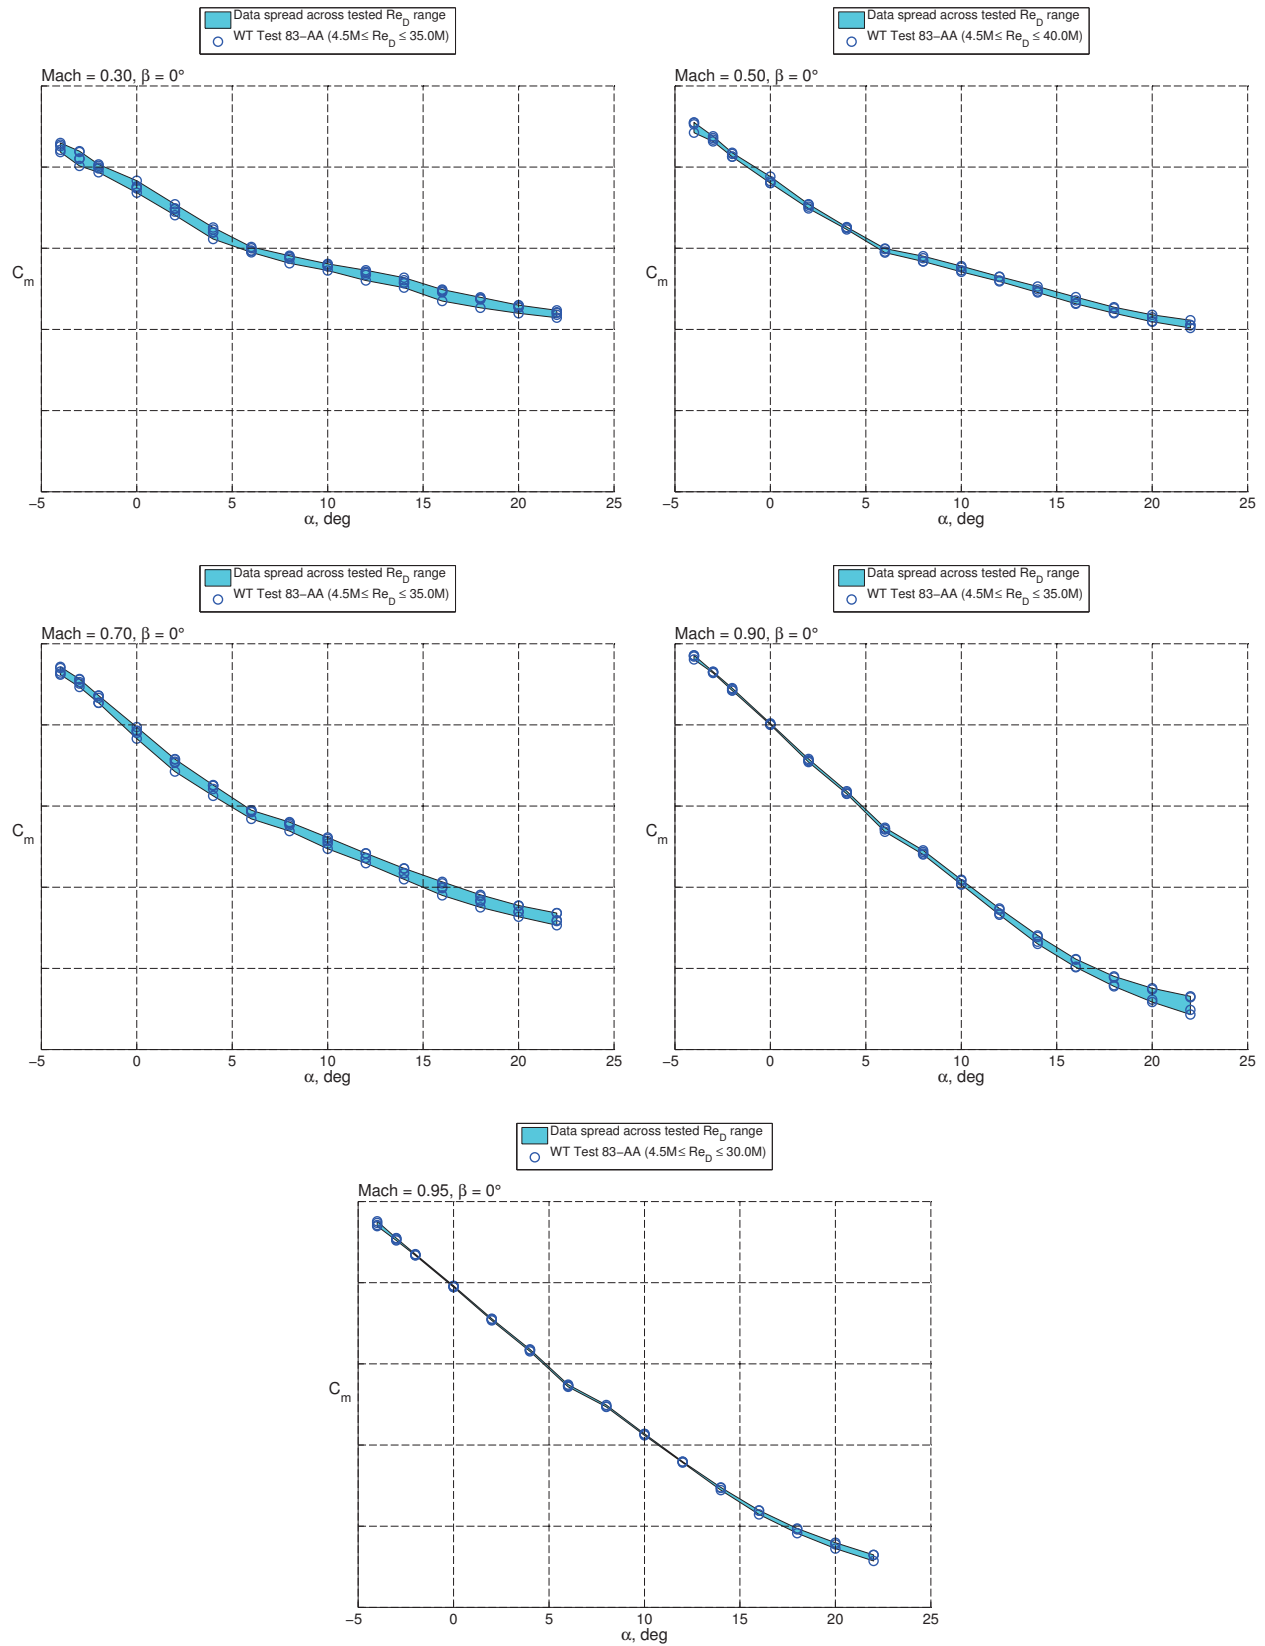 Data spread across tested Re_D range
WT Test 83−AA (4.5M≤ Re_D ≤ 35.0M)
Mach = 0.30, β = 0°
C_m
−5 0 5 10 15 20 25
α, deg
Data spread across tested Re_D range
WT Test 83−AA (4.5M≤ Re_D ≤ 40.0M)
Mach = 0.50, β = 0°
C_m
−5 0 5 10 15 20 25
α, deg
Data spread across tested Re_D range
WT Test 83−AA (4.5M≤ Re_D ≤ 35.0M)
Mach = 0.70, β = 0°
C_m
−5 0 5 10 15 20 25
α, deg
Data spread across tested Re_D range
WT Test 83−AA (4.5M≤ Re_D ≤ 35.0M)
Mach = 0.90, β = 0°
C_m
−5 0 5 10 15 20 25
α, deg
Data spread across tested Re_D range
WT Test 83−AA (4.5M≤ Re_D ≤ 30.0M)
Mach = 0.95, β = 0°
C_m
−5 0 5 10 15 20 25
α, deg